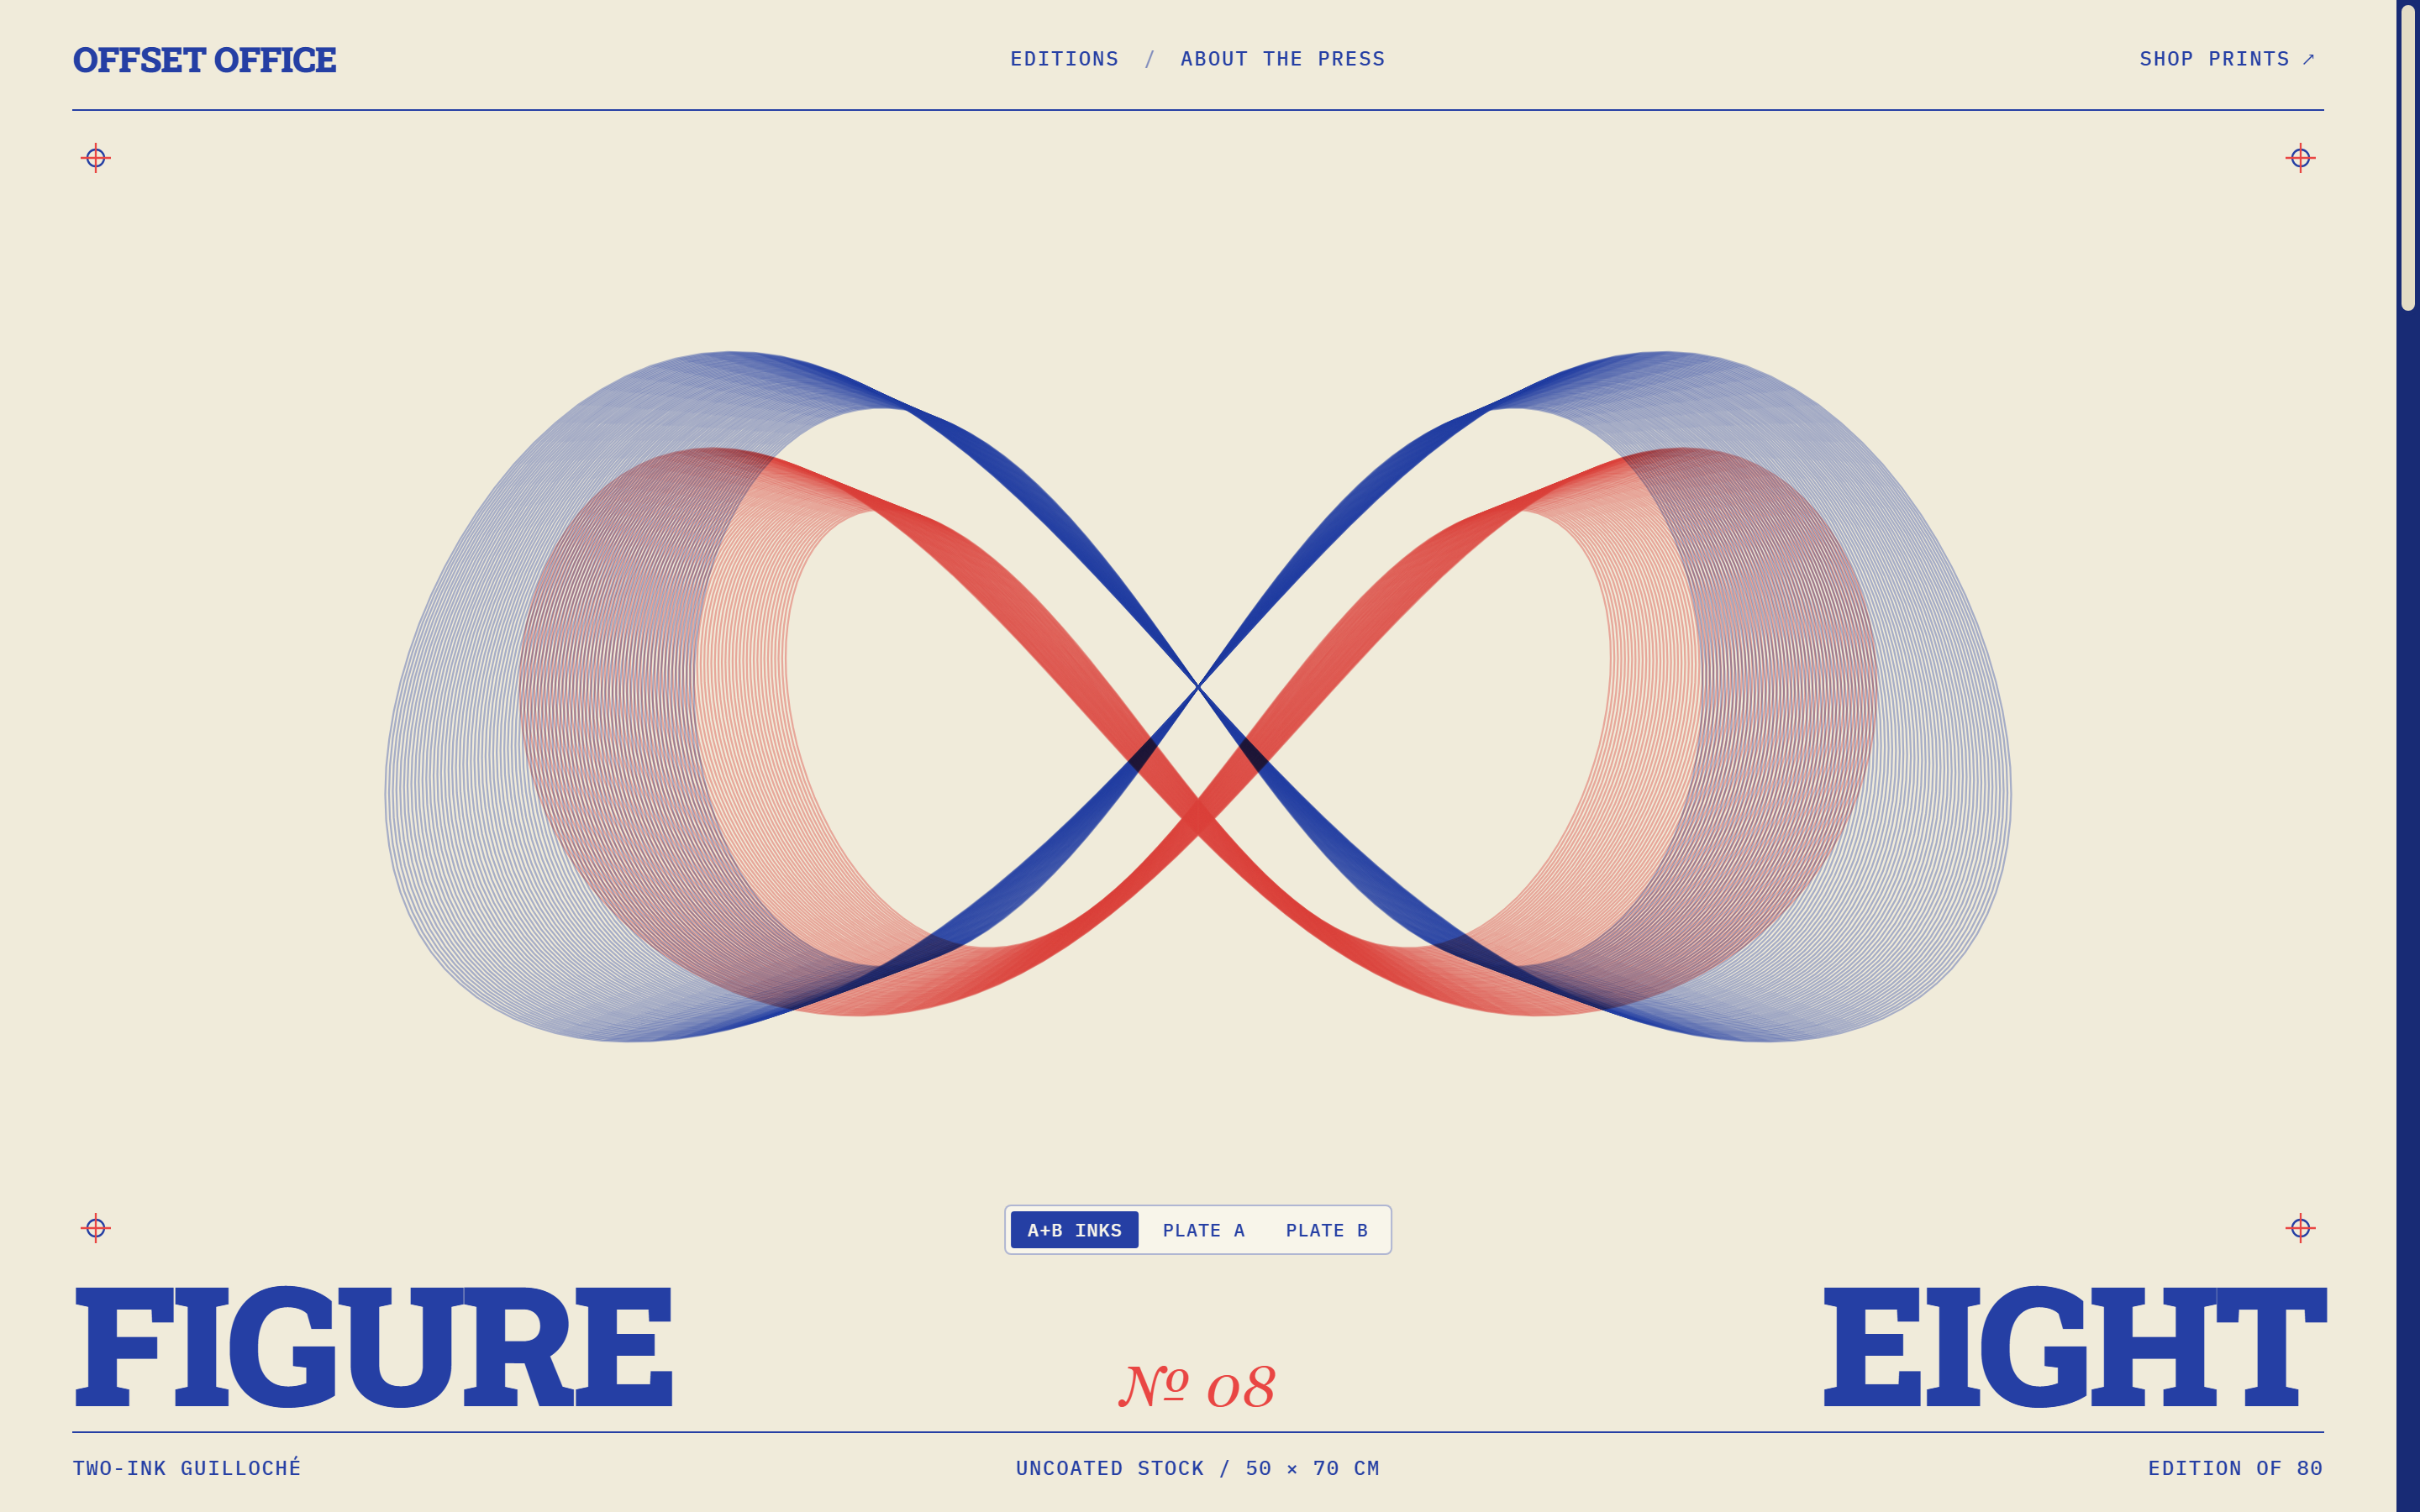 OFFSET OFFICE
EDITIONS / ABOUT THE PRESS
SHOP PRINTS ↗
A+B INKS
PLATE A
PLATE B
FIGURE
Nº 08
EIGHT
TWO-INK GUILLOCHÉ
UNCOATED STOCK / 50 × 70 CM
EDITION OF 80